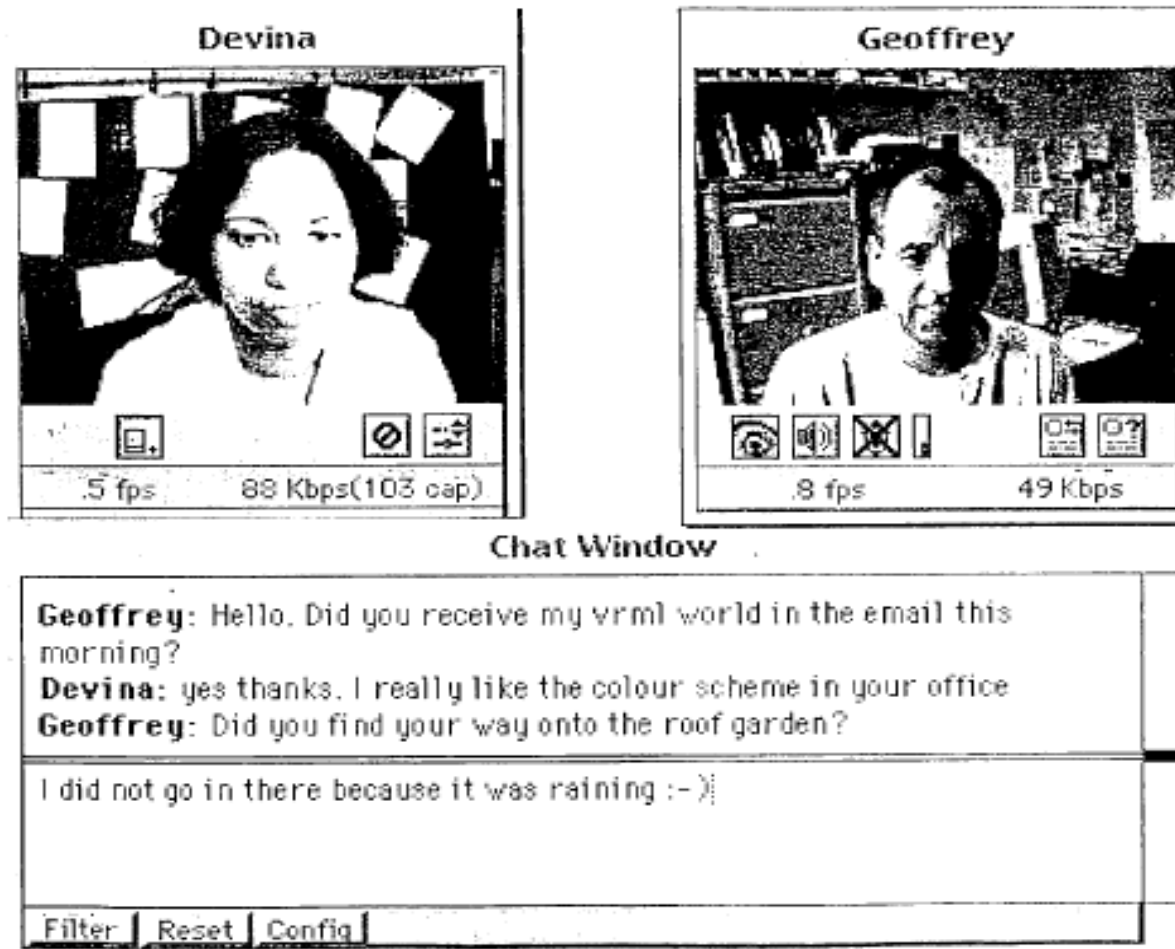 Devina
Geoffrey
.5 fps
88 Kbps(103 cap)
.8 fps
49 Kbps
Chat Window
Geoffrey: Hello. Did you receive my vrml world in the email this
morning?
Devina: yes thanks. I really like the colour scheme in your office
Geoffrey: Did you find your way onto the roof garden?
I did not go in there because it was raining :-)
Filter
Reset
Config